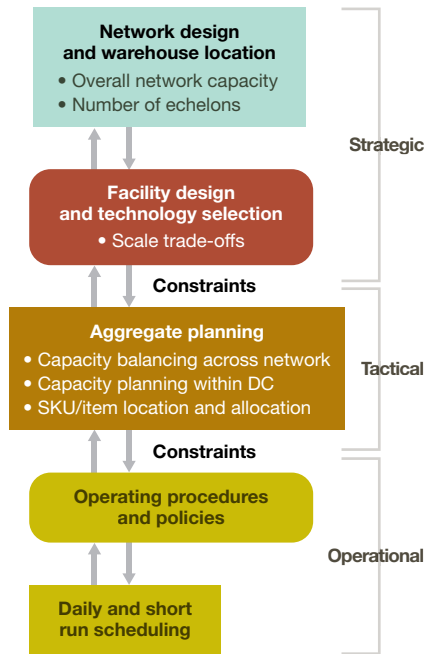 Network design
and warehouse location
• Overall network capacity
• Number of echelons
Strategic
Facility design
and technology selection
• Scale trade-offs
Constraints
Aggregate planning
• Capacity balancing across network
• Capacity planning within DC
• SKU/item location and allocation
Tactical
Constraints
Operating procedures
and policies
Operational
Daily and short
run scheduling